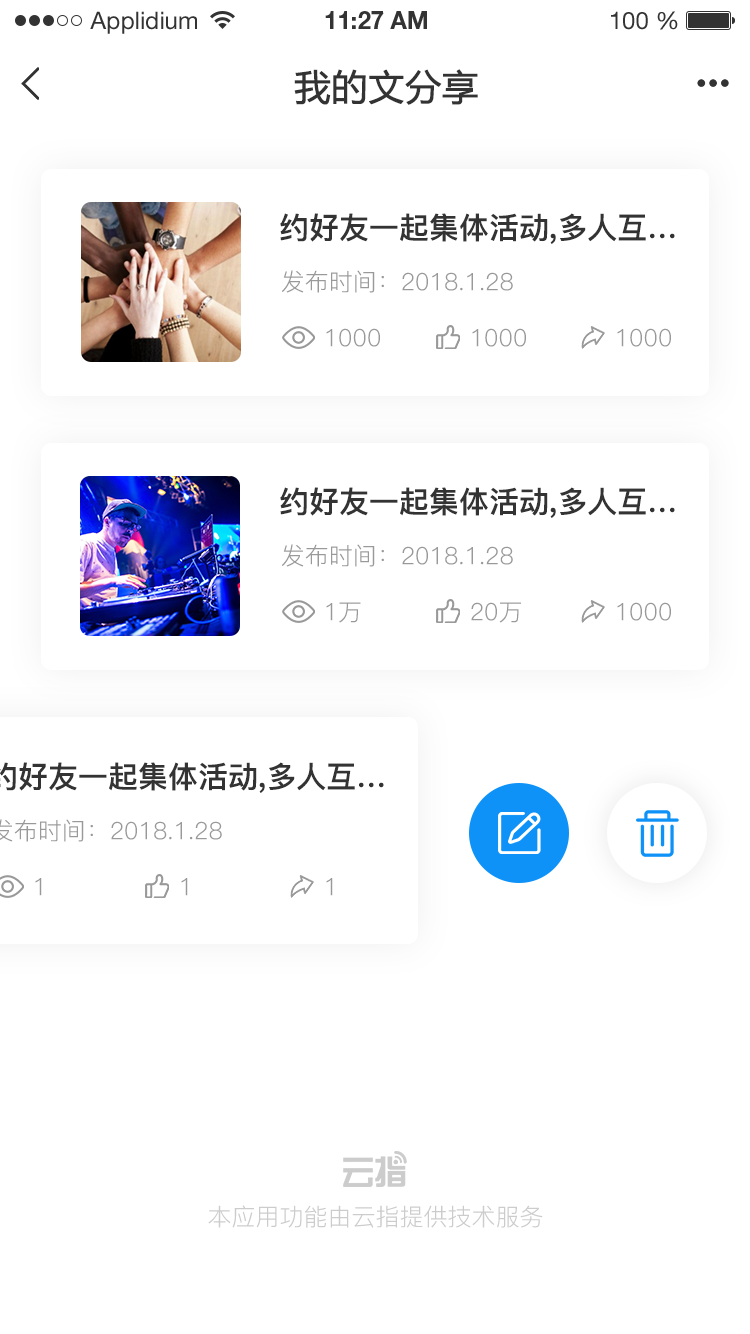 Applidium 11:27 AM 100 %
我的文分享
约好友一起集体活动,多人互...
发布时间：2018.1.28
1000 1000 1000
约好友一起集体活动,多人互...
发布时间：2018.1.28
1万 20万 1000
约好友一起集体活动,多人互...
发布时间：2018.1.28
1 1 1
云指
本应用功能由云指提供技术服务